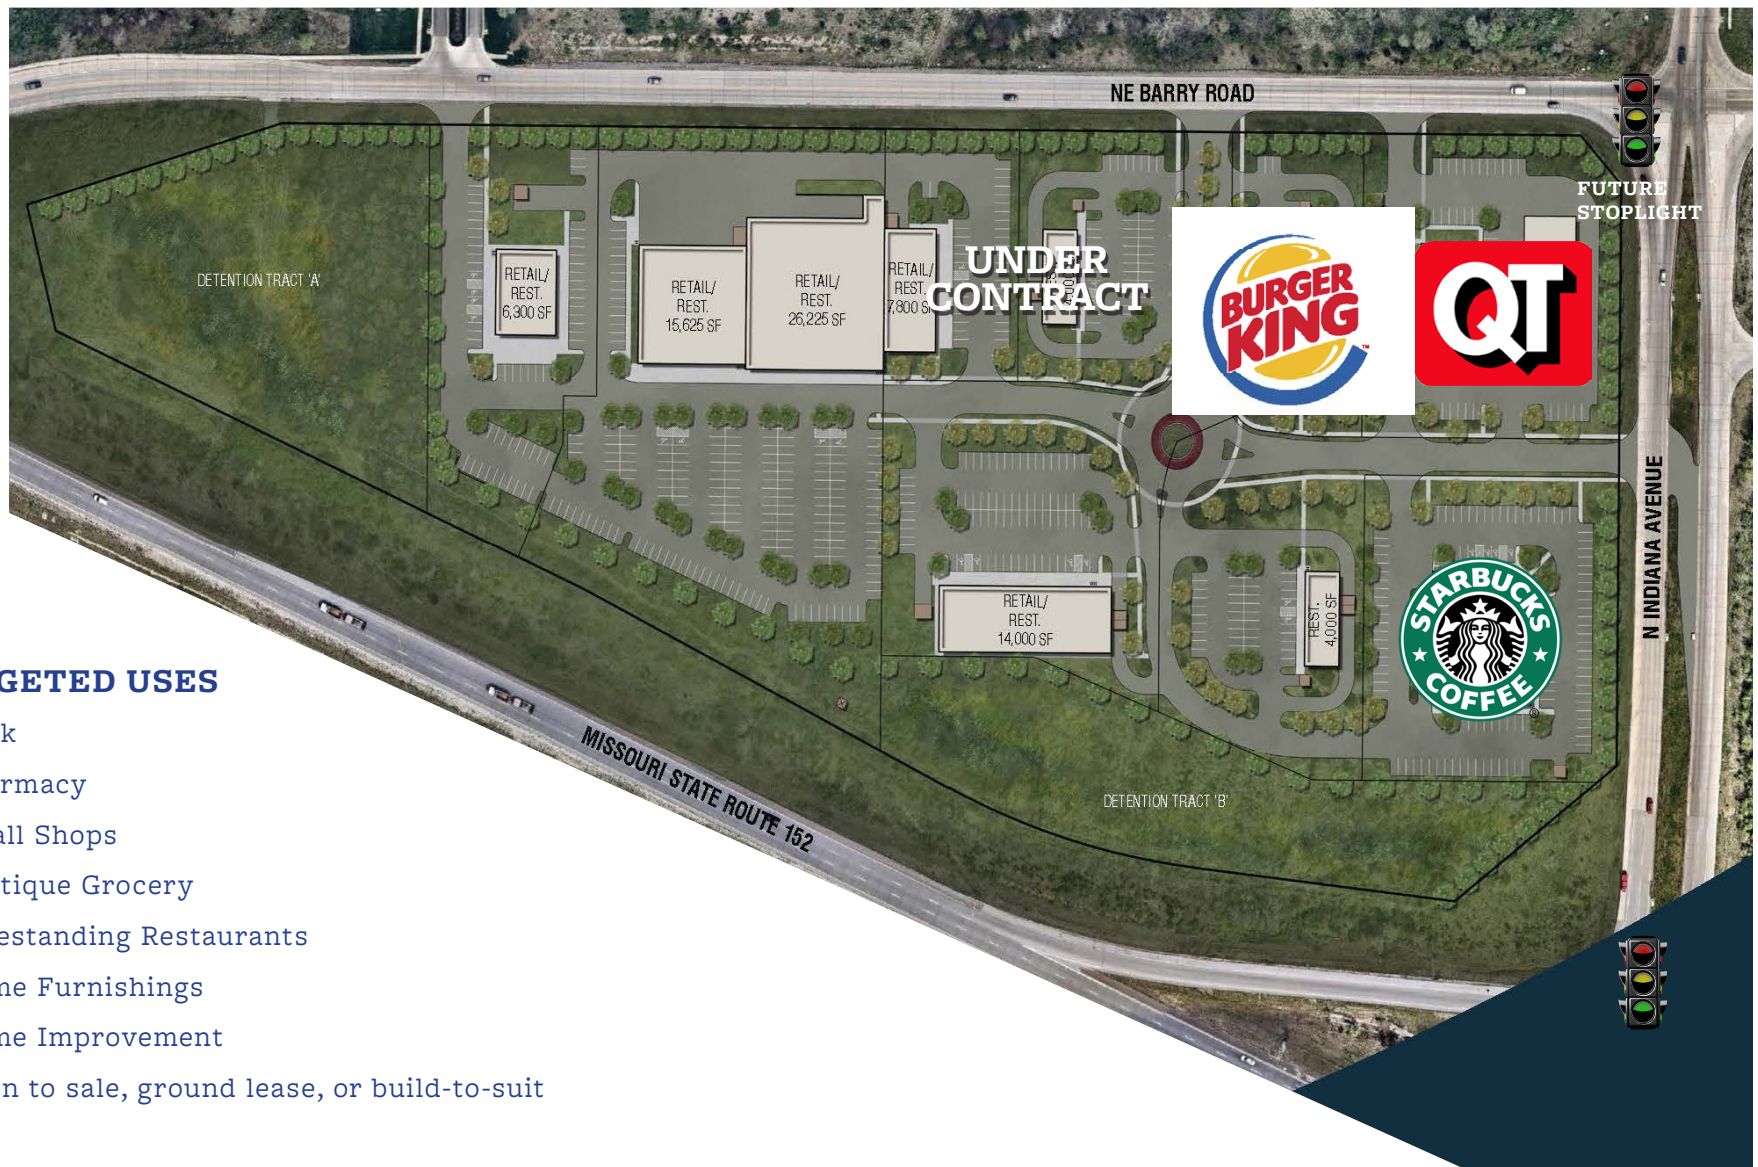 NE BARRY ROAD
FUTURE
STOPLIGHT
DETENTION TRACT 'A'
RETAIL/
REST.
6,300 SF
RETAIL/
REST.
15,625 SF
RETAIL/
REST.
26,225 SF
RETAIL/
REST.
7,800 SF
UNDER
CONTRACT
BURGER
KING
™
QT
N INDIANA AVENUE
RETAIL/
REST.
14,000 SF
REST.
4,000 SF
STARBUCKS
COFFEE
®
DETENTION TRACT 'B'
MISSOURI STATE ROUTE 152
GETED USES
k
rmacy
all Shops
tique Grocery
estanding Restaurants
me Furnishings
me Improvement
n to sale, ground lease, or build-to-suit